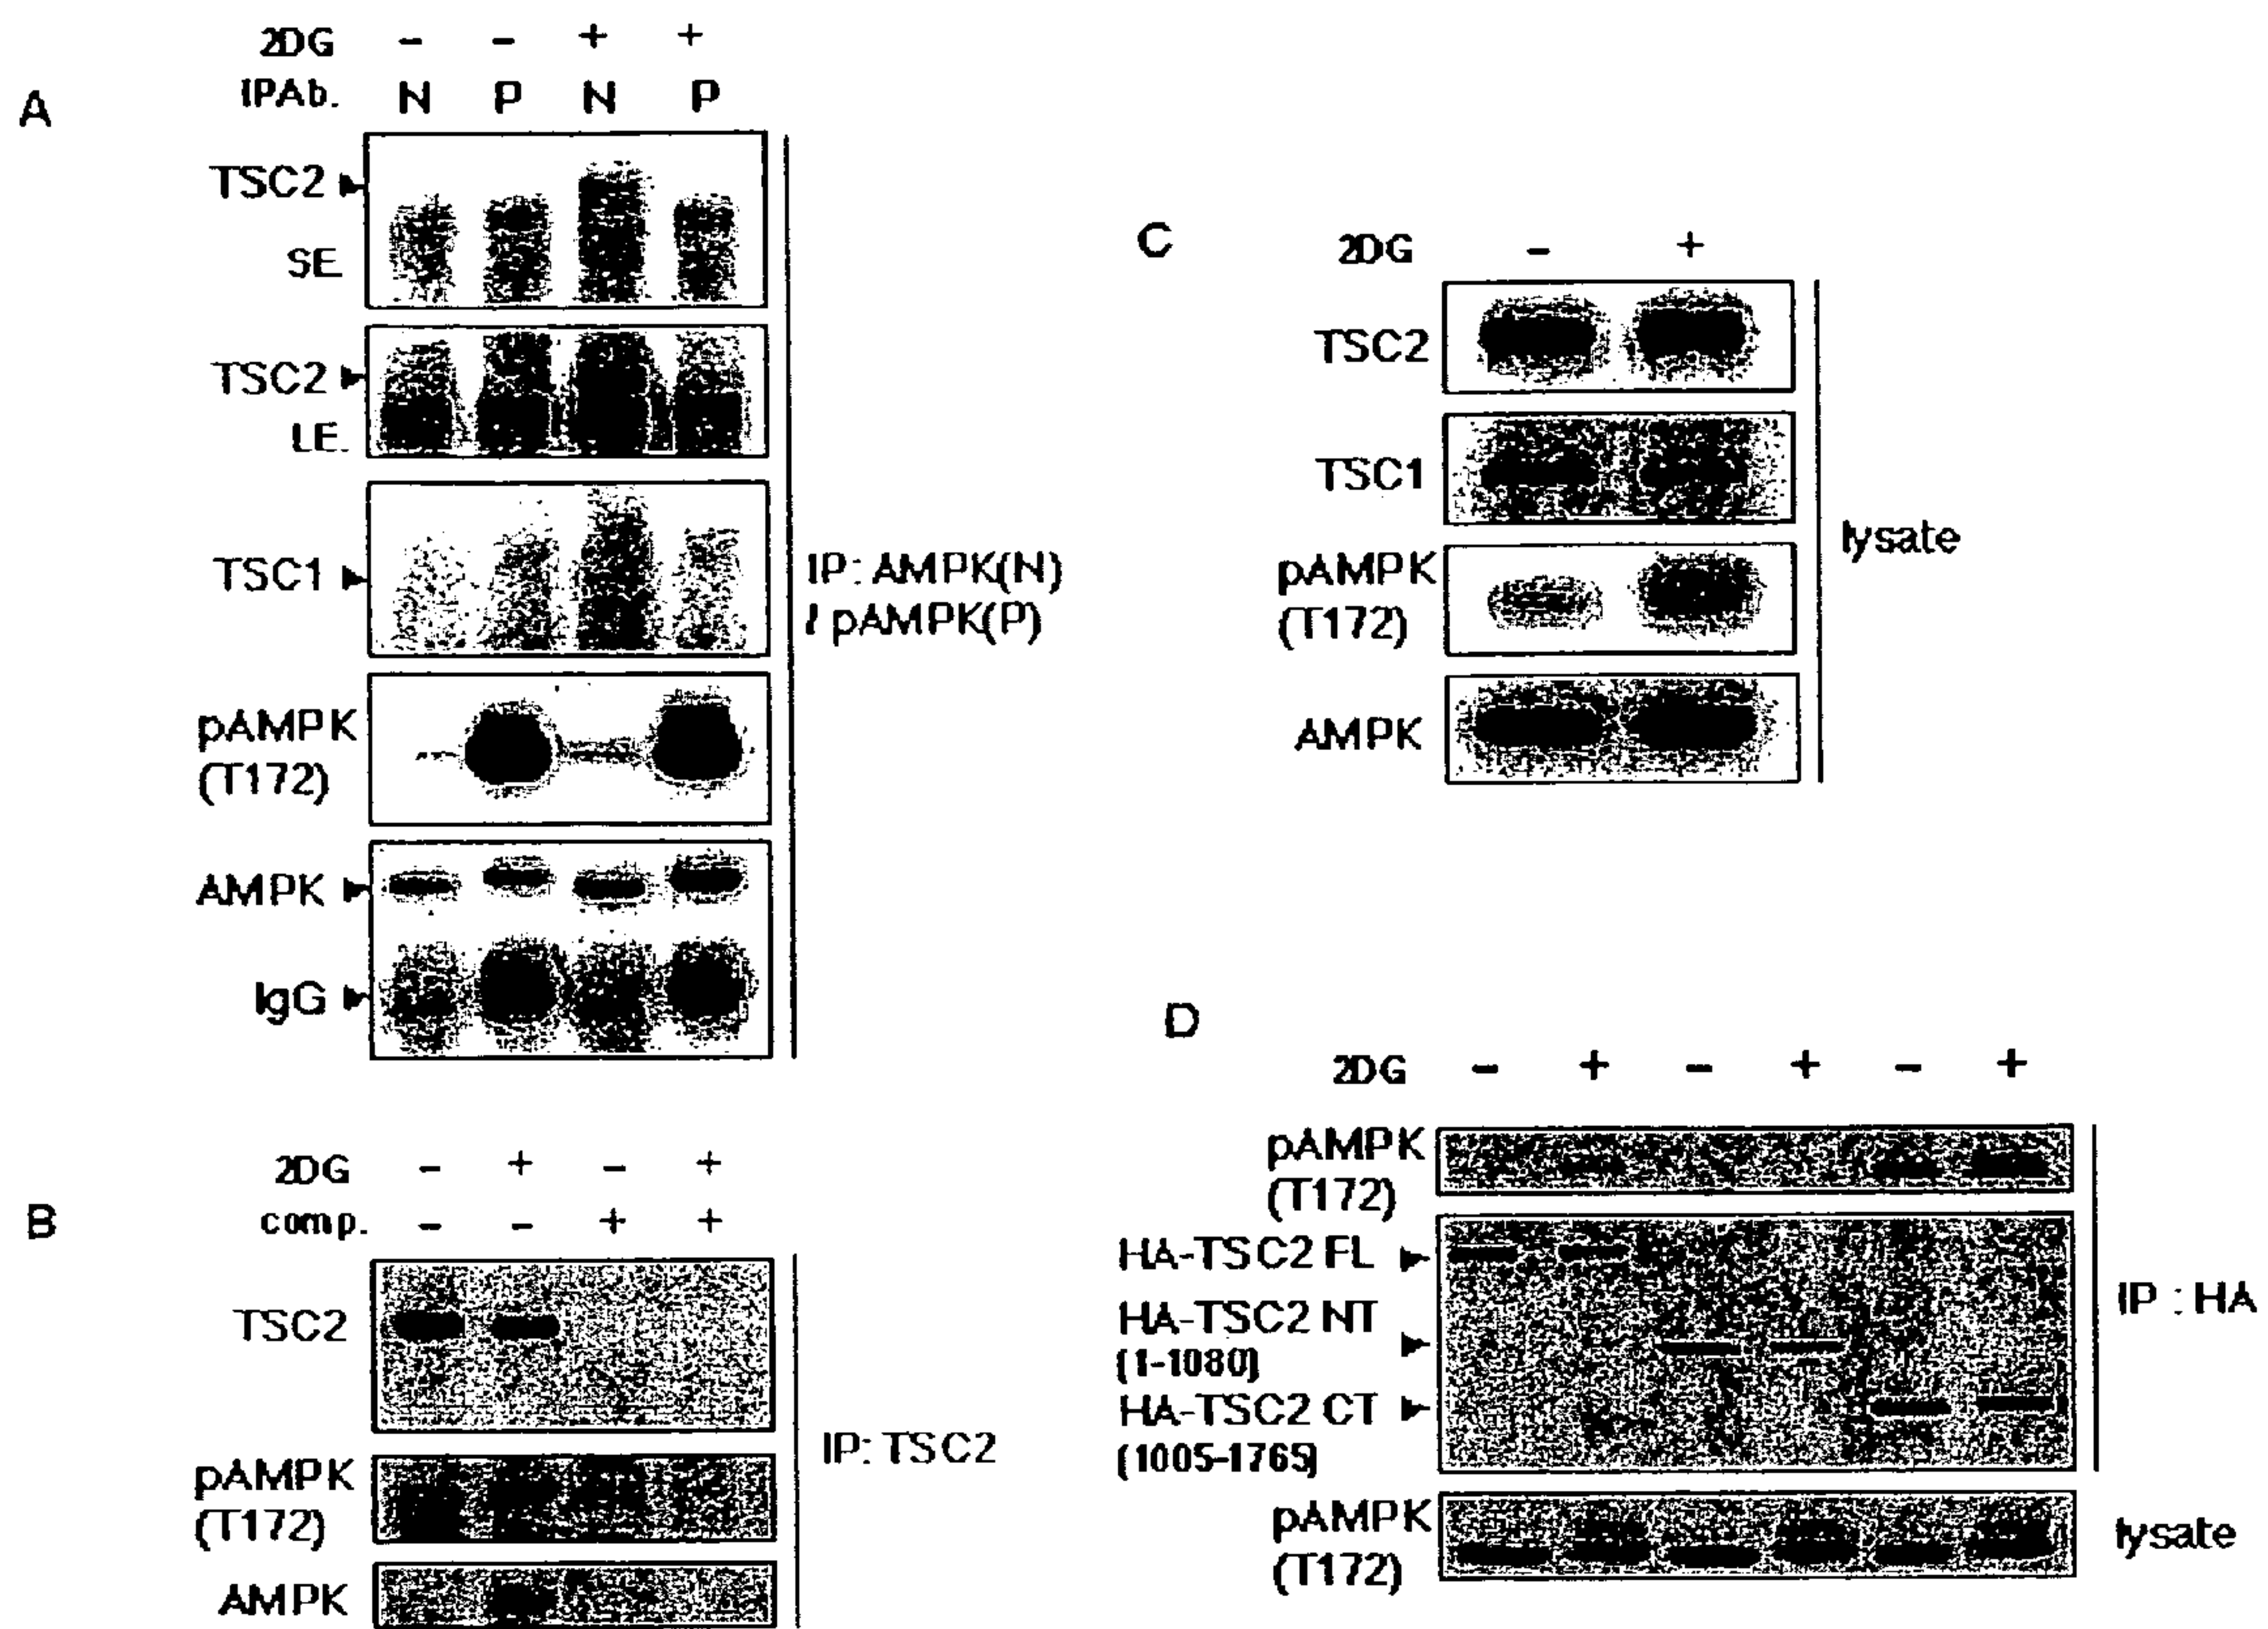 A
2DG - - + +
IPAb. N P N P
TSC2
SE.
TSC2
LE.
TSC1
pAMPK
(T172)
AMPK
IgG
IP: AMPK(N)
/ pAMPK(P)
B
2DG - + - +
comp. - - + +
TSC2
pAMPK
(T172)
AMPK
IP: TSC2
C
2DG - +
TSC2
TSC1
pAMPK
(T172)
AMPK
lysate
D
2DG - + - + - +
pAMPK
(T172)
HA-TSC2 FL
HA-TSC2 NT
(1-1080)
HA-TSC2 CT
(1005-1765)
IP : HA
pAMPK
(T172)
lysate